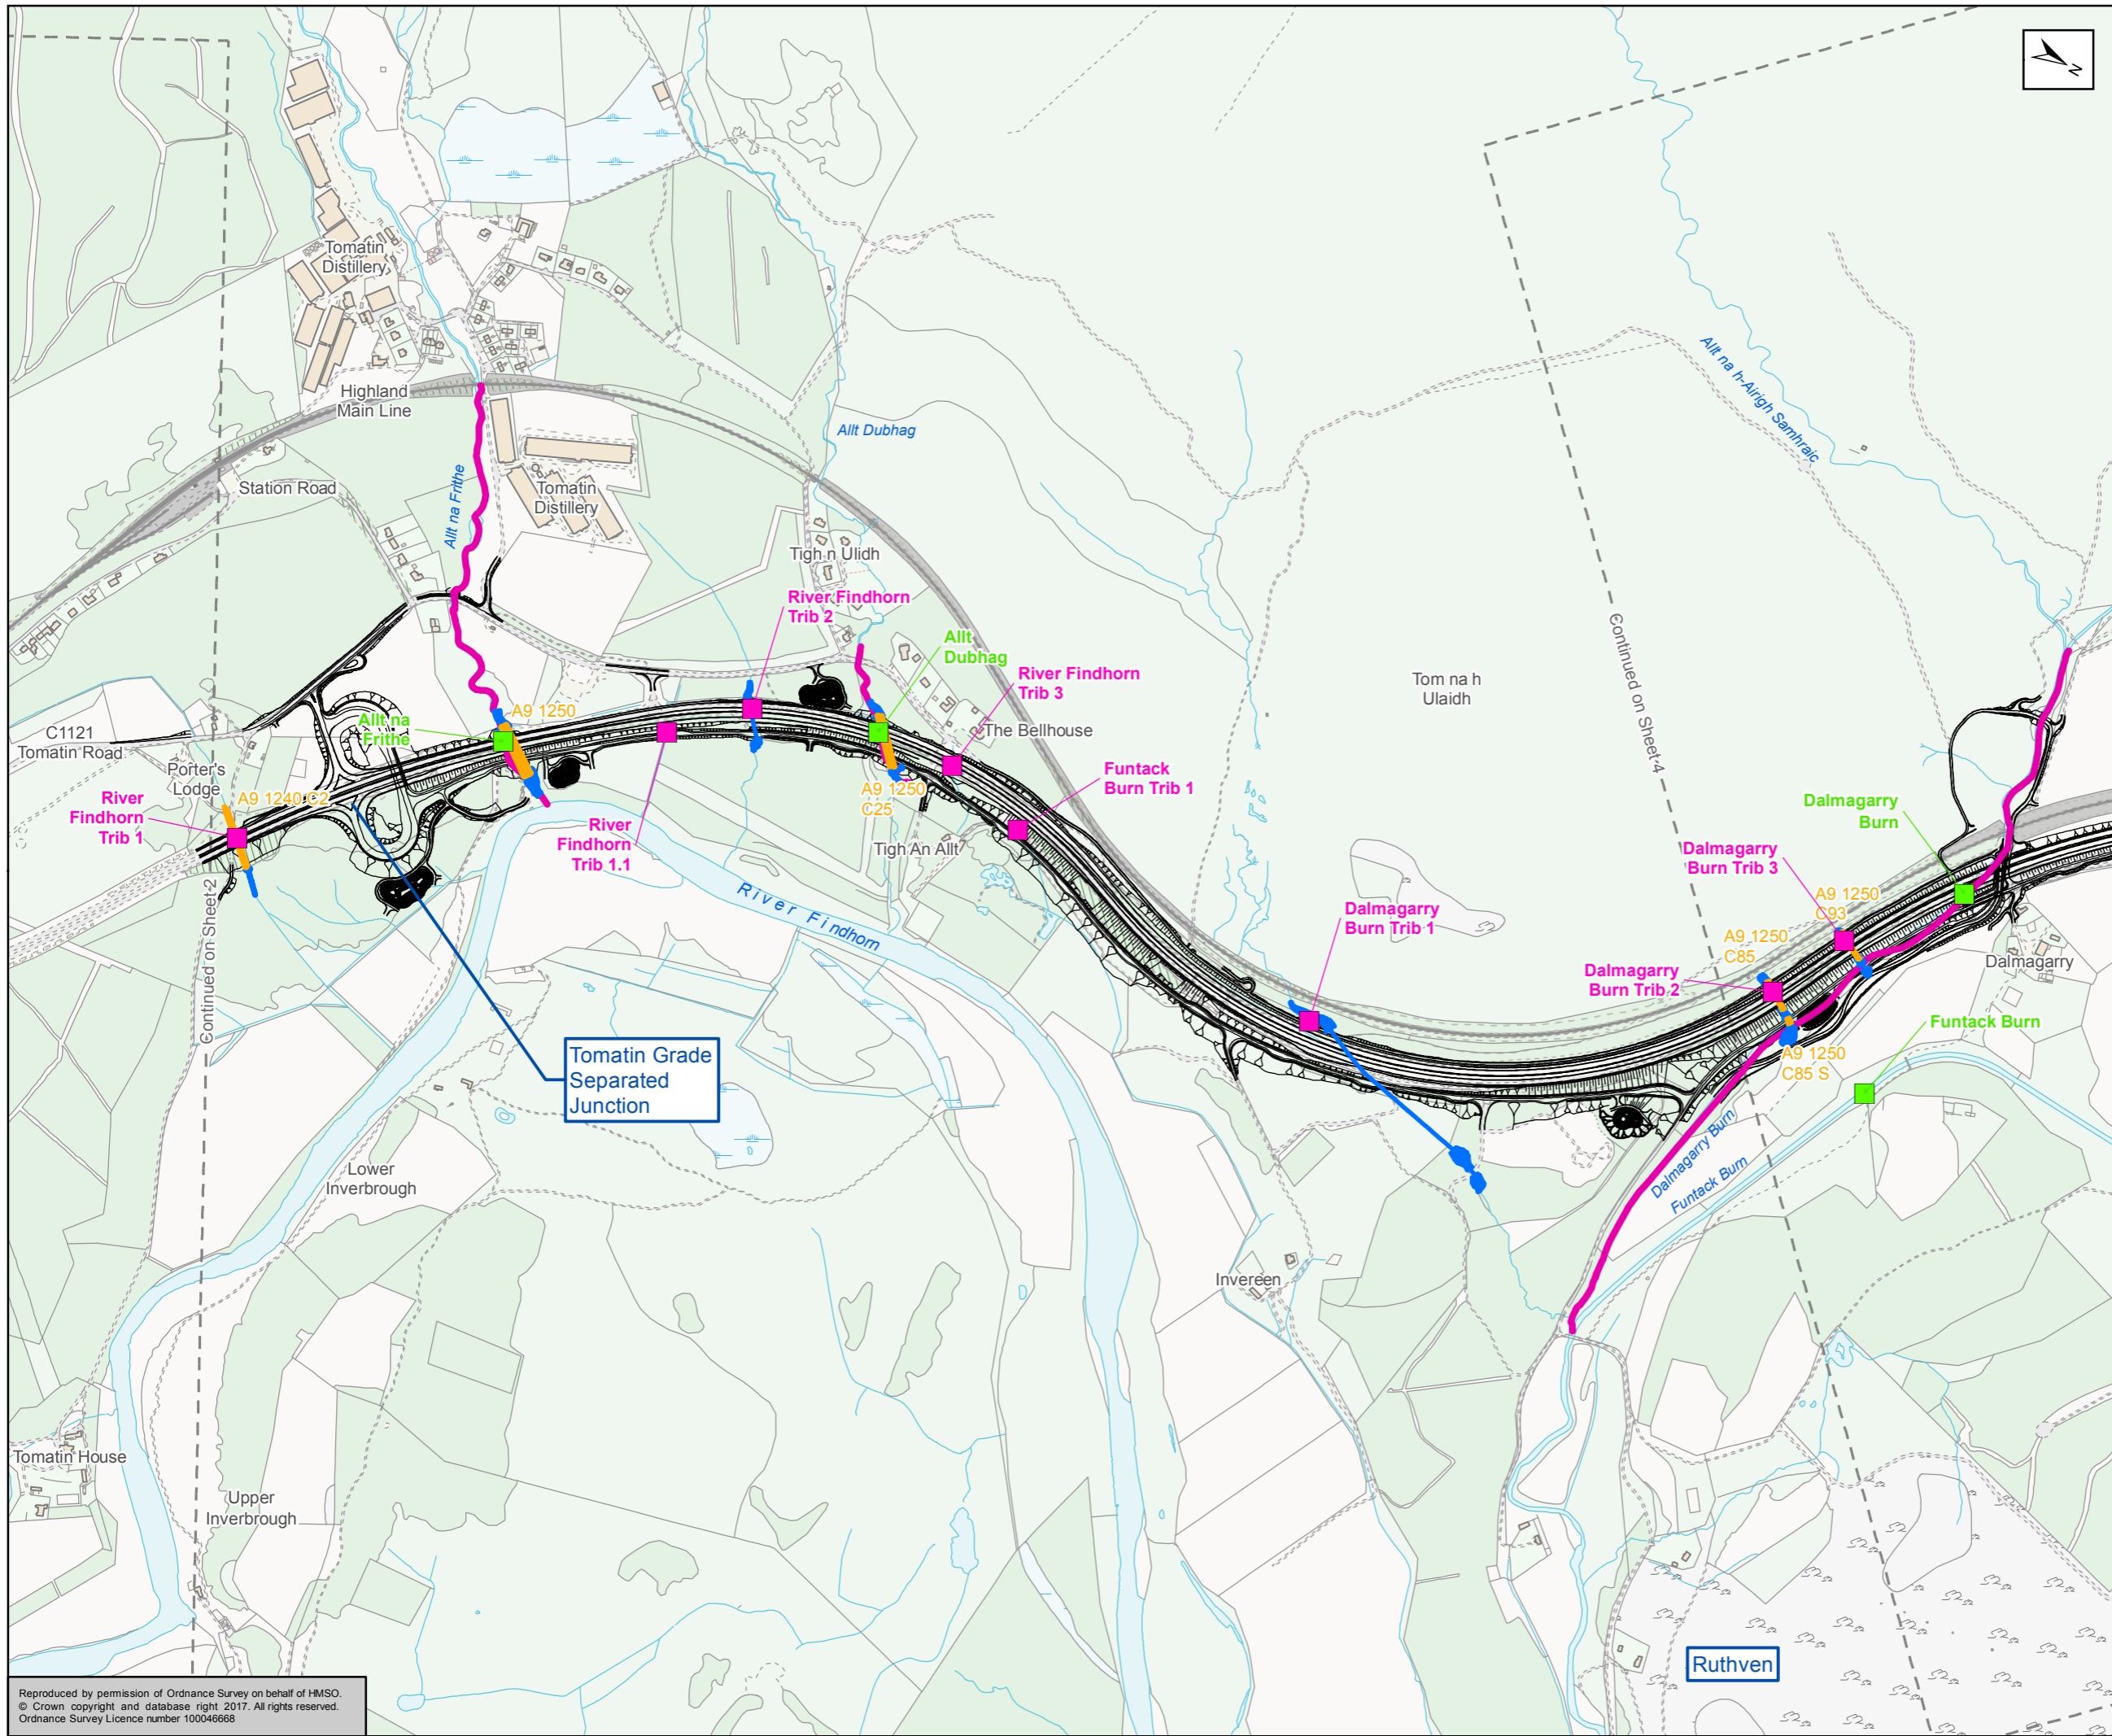 N
Tomatin
Distillery
Highland
Main Line
Allt Dubhag
Allt na h-Airigh Samhraic
Station Road
Allt na Frithe
Tomatin
Distillery
Tigh n Ulidh
River Findhorn
Trib 2
Allt
Dubhag
River Findhorn
Trib 3
Tom na h
Ulaidh
Continued on Sheet 4
A9 1250
Allt na
Frithe
The Bellhouse
C1121
Tomatin Road
Porter's
Lodge
A9 1240 C2
River
Findhorn
Trib 1
A9 1250
C25
Funtack
Burn Trib 1
River
Findhorn
Trib 1.1
Tigh An Allt
Dalmagarry
Burn
Dalmagarry
Burn Trib 3
A9 1250
C93
River Findhorn
Dalmagarry
Burn Trib 1
A9 1250
C85
Dalmagarry
Burn Trib 2
Dalmagarry
Continued on Sheet 2
Funtack Burn
Tomatin Grade
Separated
Junction
A9 1250
C85 S
Dalmagarry Burn
Funtack Burn
Lower
Inverbrough
Invereen
Tomatin House
Upper
Inverbrough
Ruthven
Reproduced by permission of Ordnance Survey on behalf of HMSO.
© Crown copyright and database right 2017. All rights reserved.
Ordnance Survey Licence number 100046668